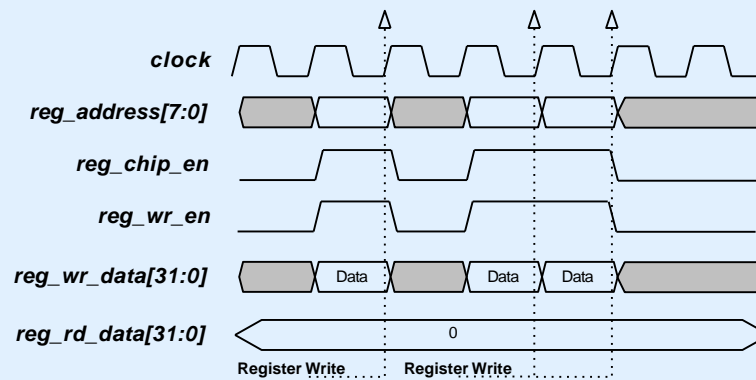 clock
reg_address[7:0]
reg_chip_en
reg_wr_en
reg_wr_data[31:0] Data Data Data
reg_rd_data[31:0] 0
Register Write Register Write